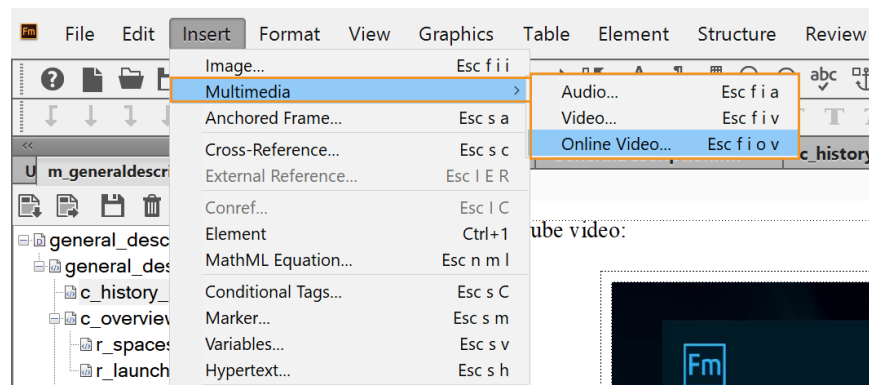 Fm File Edit Insert Format View Graphics Table Element Structure Review
Image... Esc f i i
abc
Multimedia >
Audio... Esc f i a
Anchored Frame... Esc s a
Video... Esc f i v
Cross-Reference... Esc s c
Online Video... Esc f i o v
c_history
U m_generaldescri
External Reference... Esc I E R
Conref... Esc I C
general_desc
Element Ctrl+1
ube video:
general_des
MathML Equation... Esc n m l
c_history_
Conditional Tags... Esc s C
c_overview
Marker... Esc s m
r_space
Variables... Esc s v
r_launch
Hypertext... Esc s h
Fm